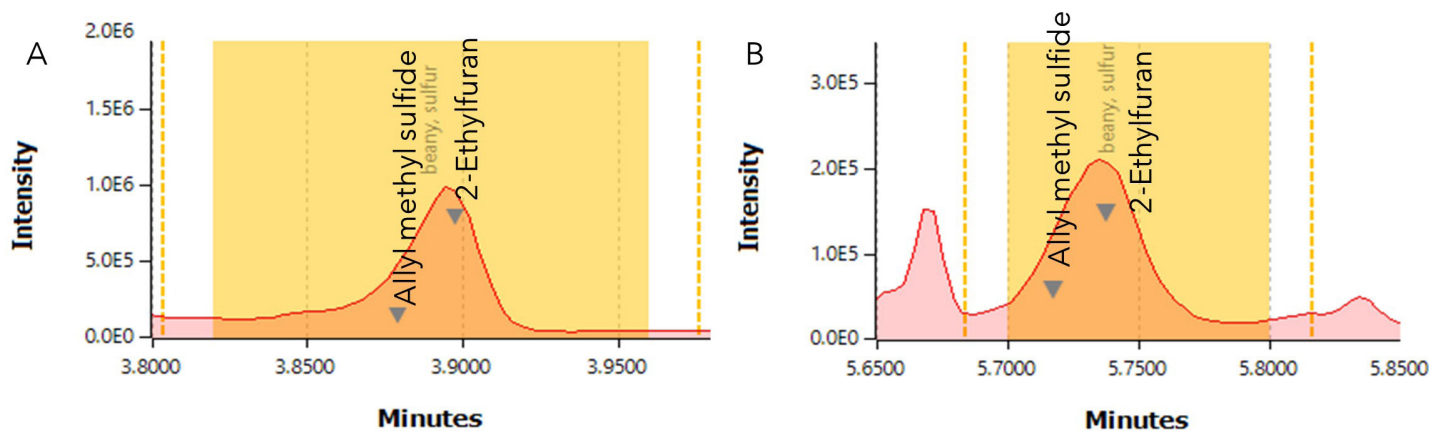 A
2.0E6
1.5E6
1.0E6
5.0E5
0.0E0
Intensity
Allyl methyl sulfide
beany, sulfur
2-Ethylfuran
3.8000
3.8500
3.9000
3.9500
Minutes
B
3.0E5
2.0E5
1.0E5
0.0E0
Intensity
Allyl methyl sulfide
beany, sulfur
2-Ethylfuran
5.6500
5.7000
5.7500
5.8000
5.8500
Minutes